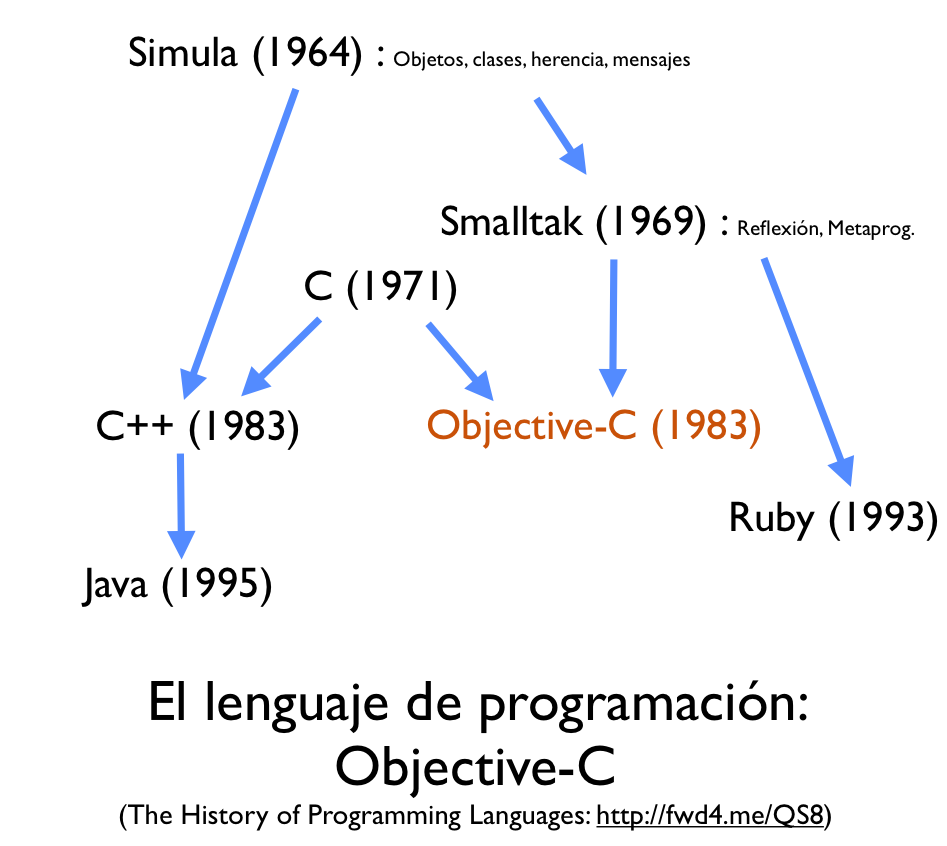 Simula (1964) : Objetos, clases, herencia, mensajes
Smalltak (1969) : Reflexión, Metaprog.
C (1971)
C++ (1983)
Objective-C (1983)
Ruby (1993)
Java (1995)
El lenguaje de programación:
Objective-C
(The History of Programming Languages: http://fwd4.me/QS8)